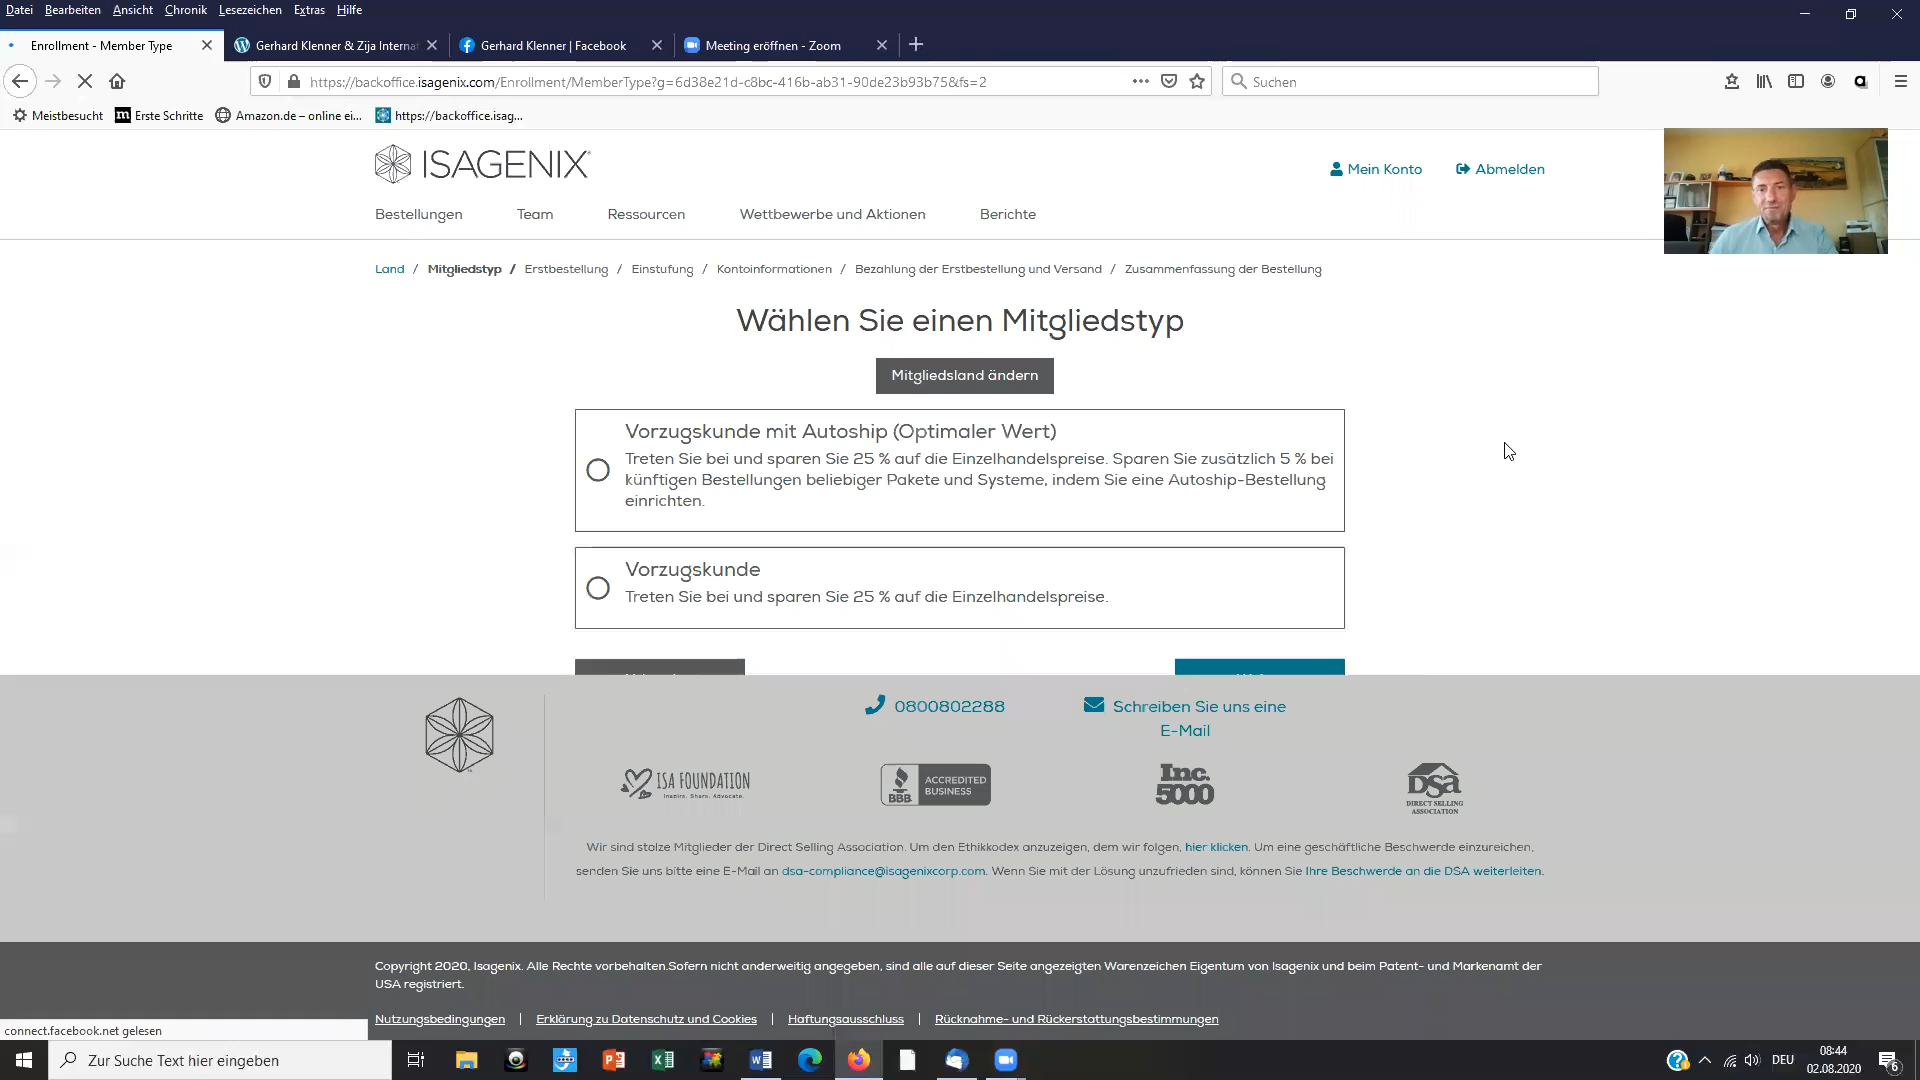 Datei Bearbeiten Ansicht Chronik Lesezeichen Extras Hilfe
Enrollment - Member Type
Gerhard Klenner & Zija Interna
Gerhard Klenner | Facebook
Meeting eröffnen - Zoom
https://backoffice.isagenix.com/Enrollment/MemberType?g=6d38e21d-c8bc-416b-ab31-90de23b93b75&fs=2
Suchen
Meistbesucht
Erste Schritte
Amazon.de – online ei...
https://backoffice.isag...
ISAGENIX
Mein Konto
Abmelden
Bestellungen Team Ressourcen Wettbewerbe und Aktionen Berichte
Land / Mitgliedstyp / Erstbestellung / Einstufung / Kontoinformationen / Bezahlung der Erstbestellung und Versand / Zusammenfassung der Bestellung
Wählen Sie einen Mitgliedstyp
Mitgliedsland ändern
Vorzugskunde mit Autoship (Optimaler Wert)
Treten Sie bei und sparen Sie 25 % auf die Einzelhandelspreise. Sparen Sie zusätzlich 5 % bei
künftigen Bestellungen beliebiger Pakete und Systeme, indem Sie eine Autoship-Bestellung
einrichten.
Vorzugskunde
Treten Sie bei und sparen Sie 25 % auf die Einzelhandelspreise.
0800802288
Schreiben Sie uns eine
E-Mail
ISA FOUNDATION
Inspire. Share. Advocate.
BBB
ACCREDITED
BUSINESS
Inc.
5000
DSA
DIRECT SELLING
ASSOCIATION
Wir sind stolze Mitglieder der Direct Selling Association. Um den Ethikkodex anzuzeigen, dem wir folgen, hier klicken. Um eine geschäftliche Beschwerde einzureichen,
senden Sie uns bitte eine E-Mail an dsa-compliance@isagenixcorp.com. Wenn Sie mit der Lösung unzufrieden sind, können Sie Ihre Beschwerde an die DSA weiterleiten.
Copyright 2020, Isagenix. Alle Rechte vorbehalten.Sofern nicht anderweitig angegeben, sind alle auf dieser Seite angezeigten Warenzeichen Eigentum von Isagenix und beim Patent- und Markenamt der
USA registriert.
Nutzungsbedingungen | Erklärung zu Datenschutz und Cookies | Haftungsausschluss | Rücknahme- und Rückerstattungsbestimmungen
connect.facebook.net gelesen
Zur Suche Text hier eingeben
DEU
08:44
02.08.2020
6